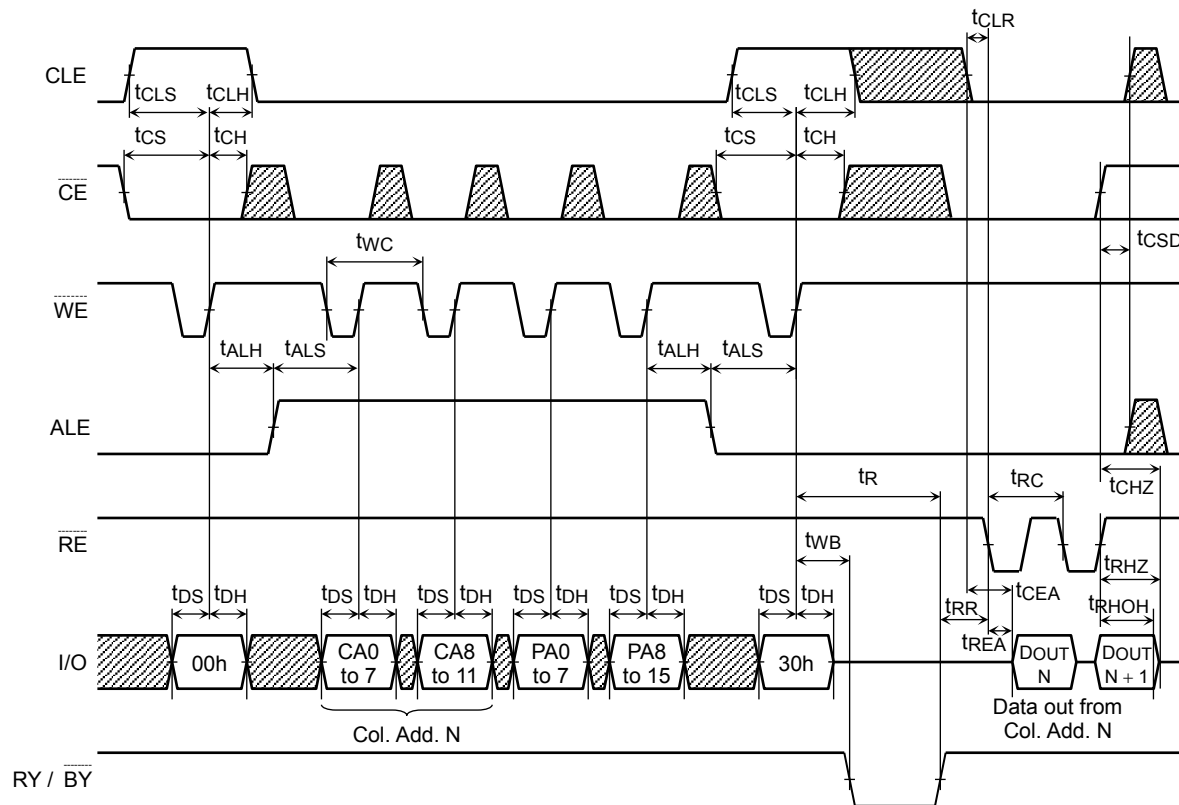 tCLR
CLE
tCLS tCLH tCLS tCLH
tCS tCH tCS tCH
CE
tCSD
tWC
WE
tALH tALS tALH tALS
ALE
tR tRC tCHZ
RE
tWB tRHZ
tCEA
tDS tDH tDS tDH tDS tDH tDS tDH tDS tDH tDS tDH tRR tRHOH
tREA
I/O 00h CA0 to 7 CA8 to 11 PA0 to 7 PA8 to 15 30h DOUT N DOUT N + 1
Data out from
Col. Add. N
Col. Add. N
RY / BY